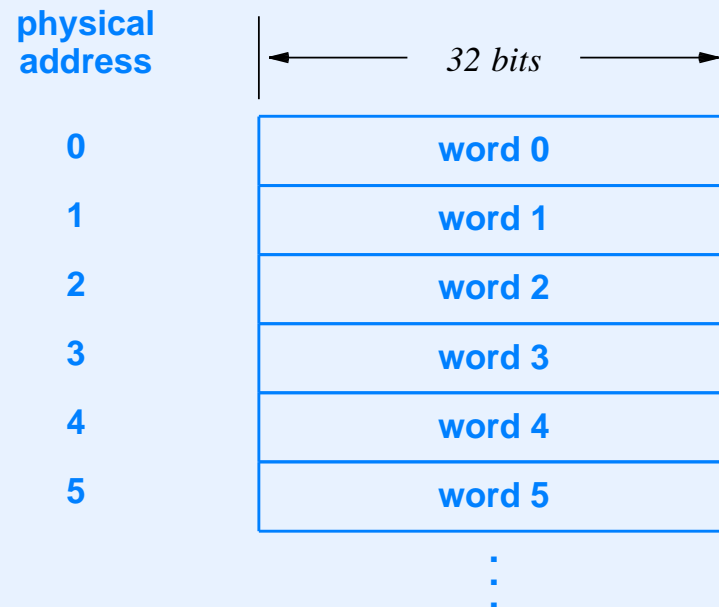 physical
address
32 bits
0 word 0
1 word 1
2 word 2
3 word 3
4 word 4
5 word 5
.
.
.